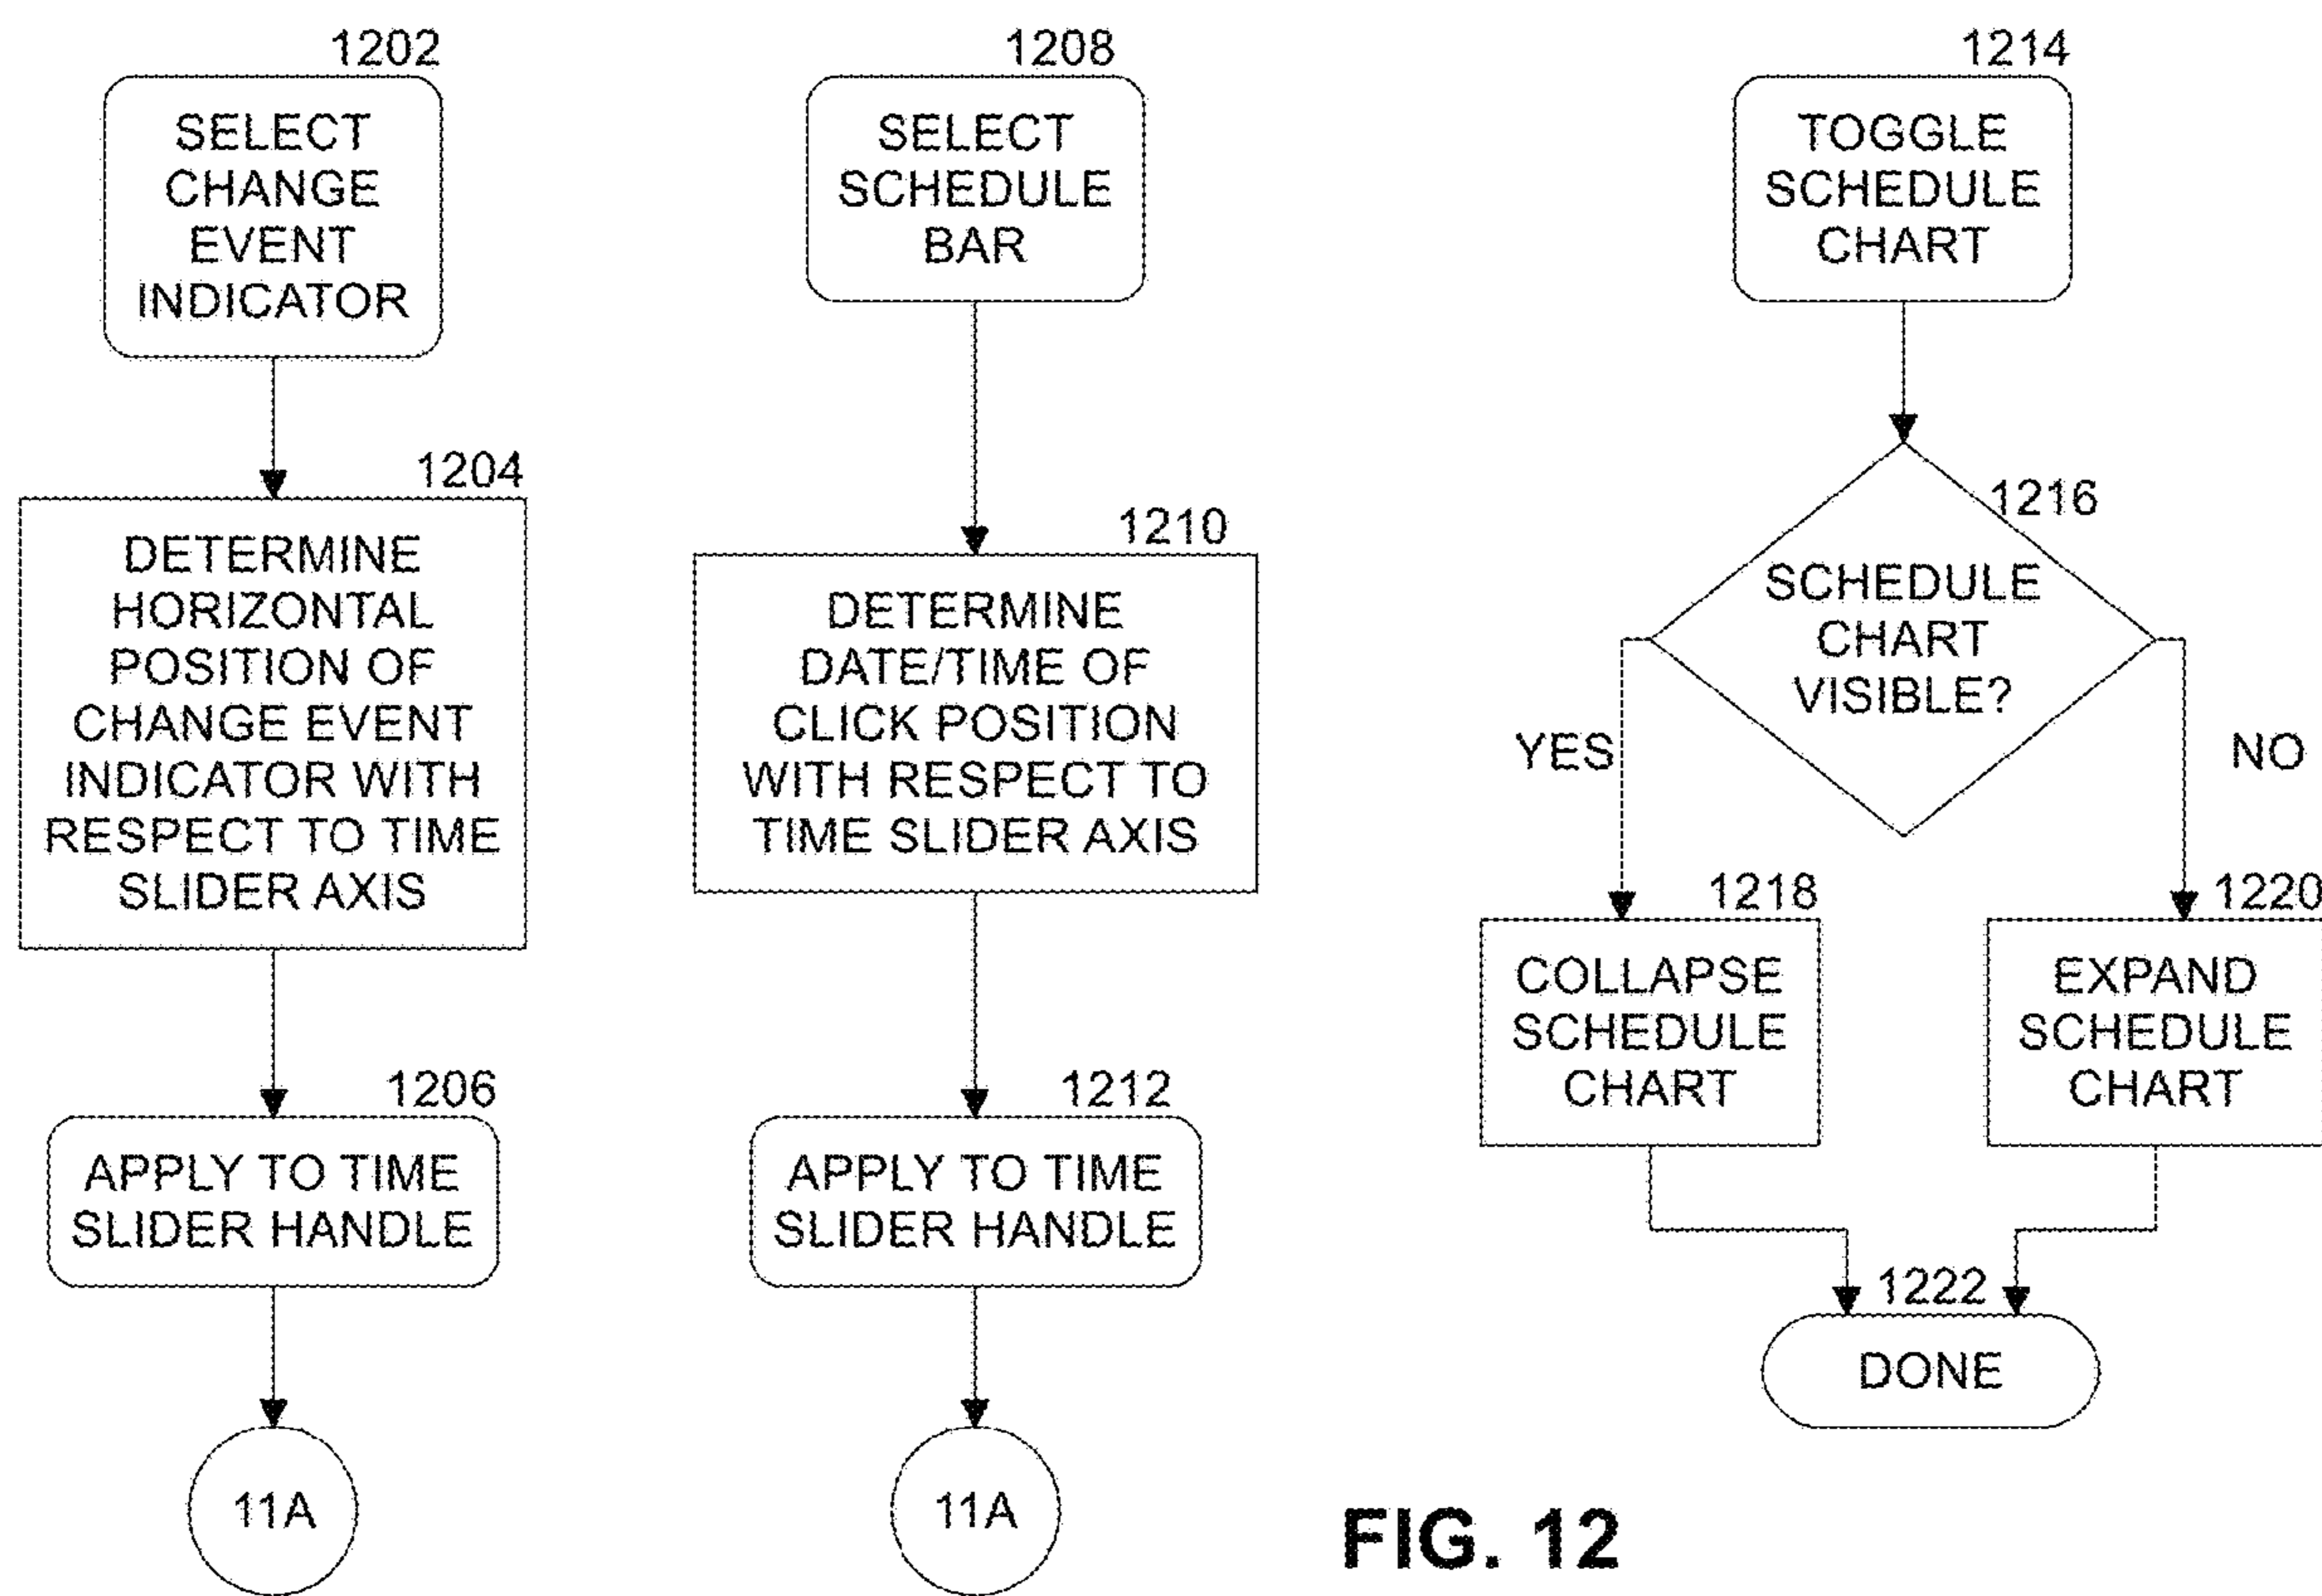 1202
SELECT
CHANGE
EVENT
INDICATOR
1204
DETERMINE
HORIZONTAL
POSITION OF
CHANGE EVENT
INDICATOR WITH
RESPECT TO TIME
SLIDER AXIS
1206
APPLY TO TIME
SLIDER HANDLE
11A
1208
SELECT
SCHEDULE
BAR
1210
DETERMINE
DATE/TIME OF
CLICK POSITION
WITH RESPECT TO
TIME SLIDER AXIS
1212
APPLY TO TIME
SLIDER HANDLE
11A
1214
TOGGLE
SCHEDULE
CHART
1216
SCHEDULE
CHART
VISIBLE?
YES
NO
1218
COLLAPSE
SCHEDULE
CHART
1220
EXPAND
SCHEDULE
CHART
1222
DONE
FIG. 12